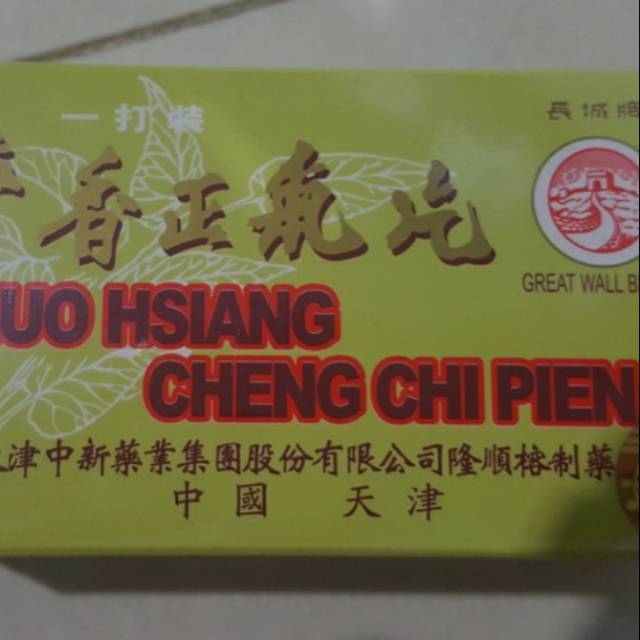 一打装
長城牌
香正氣片
GREAT WALL B
UO HSIANG
CHENG CHI PIEN
津中新藥業集團股份有限公司隆順榕制藥
中國 天津